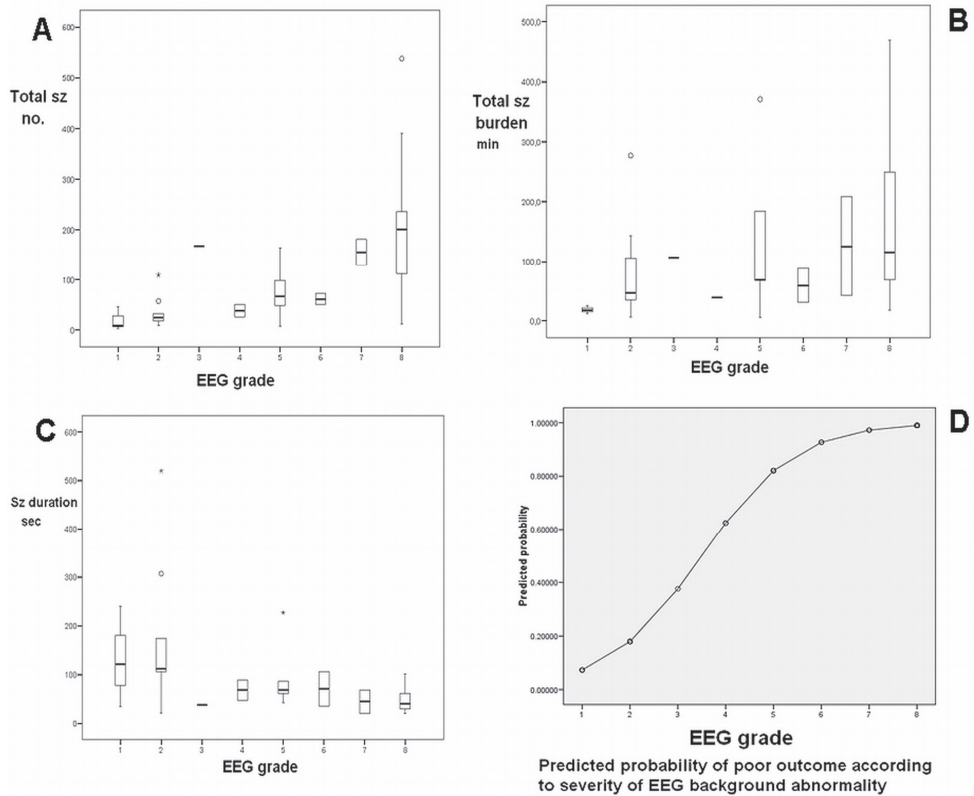 A
Total sz
no.
600
500
400
300
200
100
0
1 2 3 4 5 6 7 8
EEG grade
B
Total sz
burden
min
500,0
400,0
300,0
200,0
100,0
0,0
1 2 3 4 5 6 7 8
EEG grade
C
Sz duration
sec
600
500
400
300
200
100
0
1 2 3 4 5 6 7 8
EEG grade
D
Predicted probability
1.00000
0.80000
0.60000
0.40000
0.20000
0.00000
1 2 3 4 5 6 7 8
EEG grade
Predicted probability of poor outcome according
to severity of EEG background abnormality